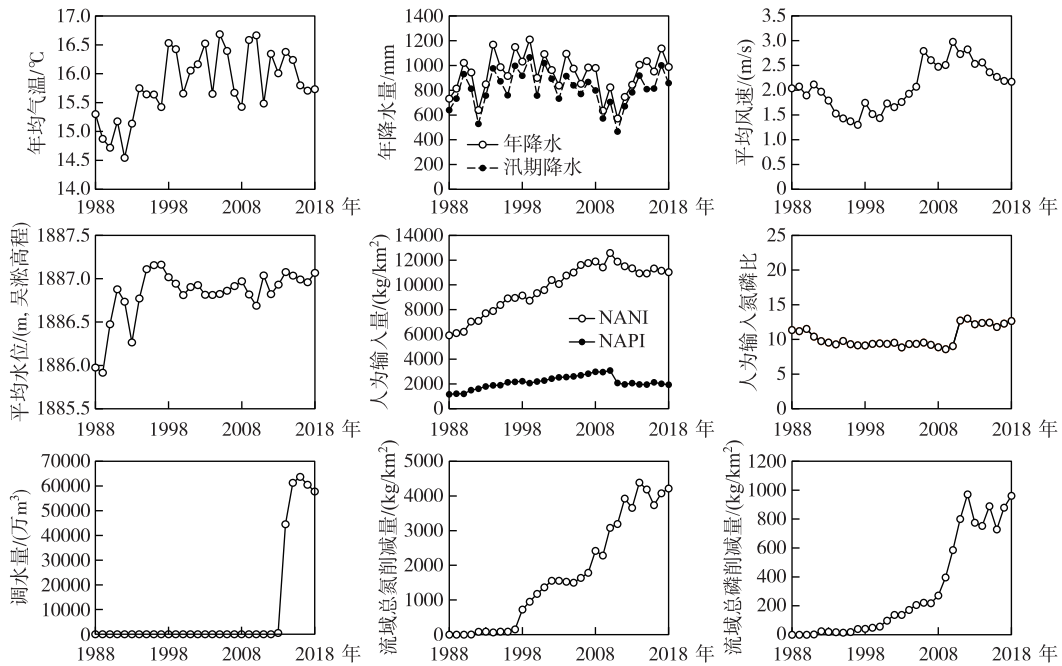 年均气温/℃
17.0
16.5
16.0
15.5
15.0
14.5
14.0
1988 1998 2008 2018 年
年降水量/mm
1400
1200
1000
800
600
400
200
0
年降水
汛期降水
1988 1998 2008 2018 年
平均风速/(m/s)
3.5
3.0
2.5
2.0
1.5
1.0
0.5
0
1988 1998 2008 2018 年
平均水位/(m, 吴淞高程)
1887.5
1887.0
1886.5
1886.0
1885.5
1988 1998 2008 2018 年
人为输入量/(kg/km²)
14000
12000
10000
8000
6000
4000
2000
0
NANI
NAPI
1988 1998 2008 2018 年
人为输入氮磷比
25
20
15
10
5
0
1988 1998 2008 2018 年
调水量/(万m³)
70000
60000
50000
40000
30000
20000
10000
0
1988 1998 2008 2018 年
流域总氮削减量/(kg/km²)
5000
4000
3000
2000
1000
0
1988 1998 2008 2018 年
流域总磷削减量/(kg/km²)
1200
1000
800
600
400
200
0
1988 1998 2008 2018 年